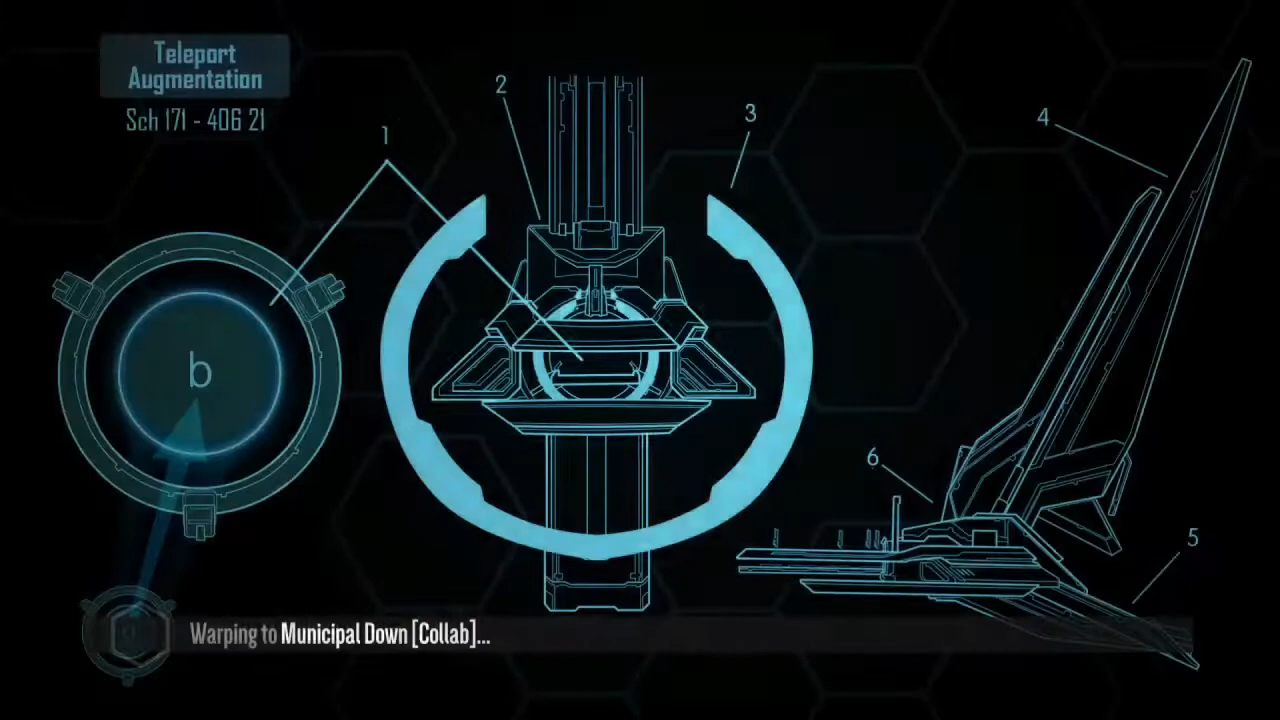 Teleport
Augmentation
Sch 171 - 406 21
1
2
3
4
b
6
5
Warping to Municipal Down [Collab]...